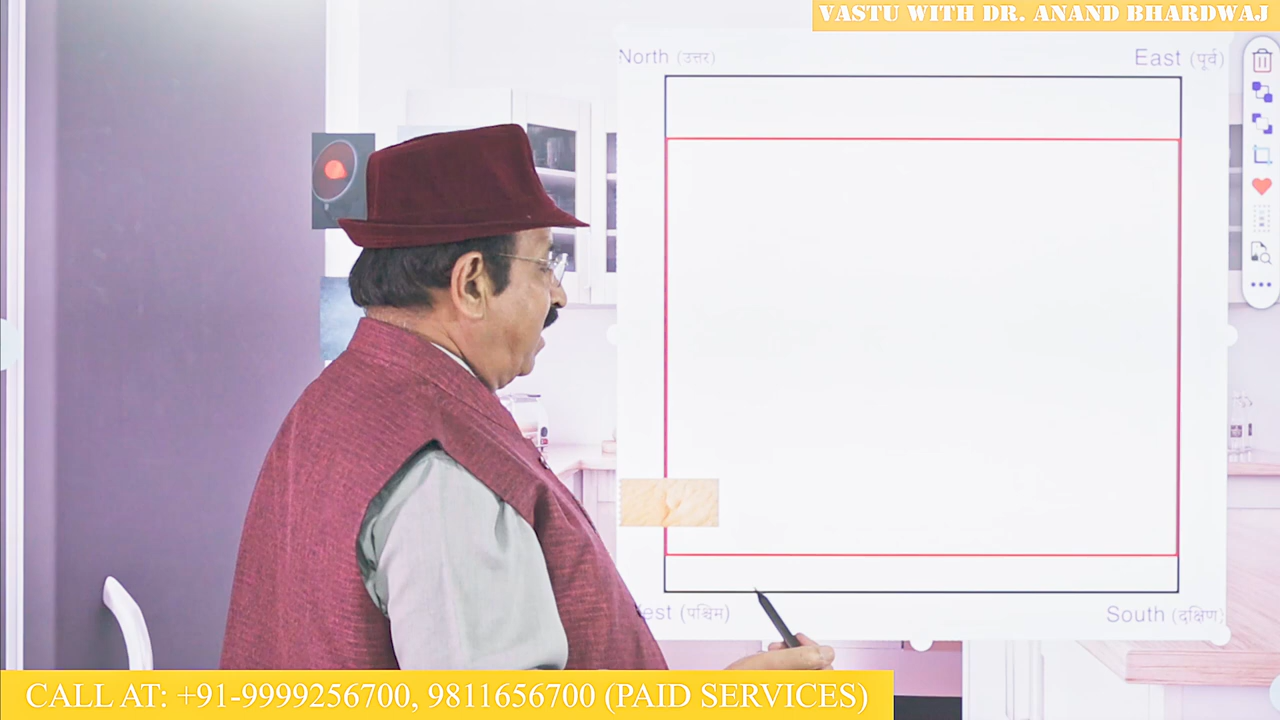 VASTU WITH DR. ANAND BHARDWAJ
North (उत्तर)
East (पूर्व)
est (पश्चिम)
South (दक्षिण)
CALL AT: +91-9999256700, 9811656700 (PAID SERVICES)